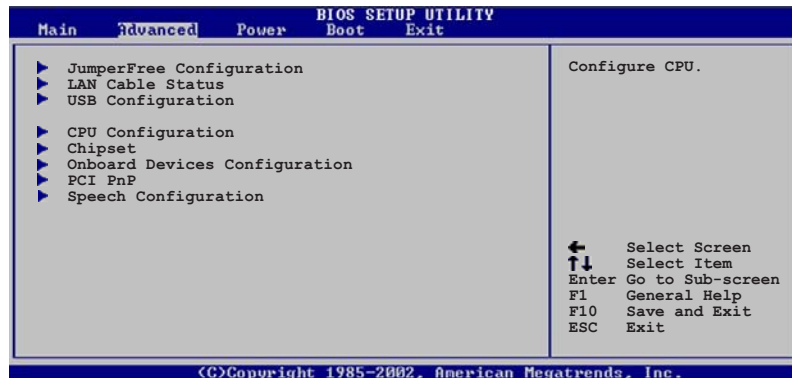 BIOS SETUP UTILITY
Main Advanced Power Boot Exit
JumperFree Configuration
LAN Cable Status
USB Configuration
CPU Configuration
Chipset
Onboard Devices Configuration
PCI PnP
Speech Configuration
Configure CPU.
Select Screen
Select Item
Enter Go to Sub-screen
F1 General Help
F10 Save and Exit
ESC Exit
(C)Copyright 1985-2002, American Megatrends, Inc.